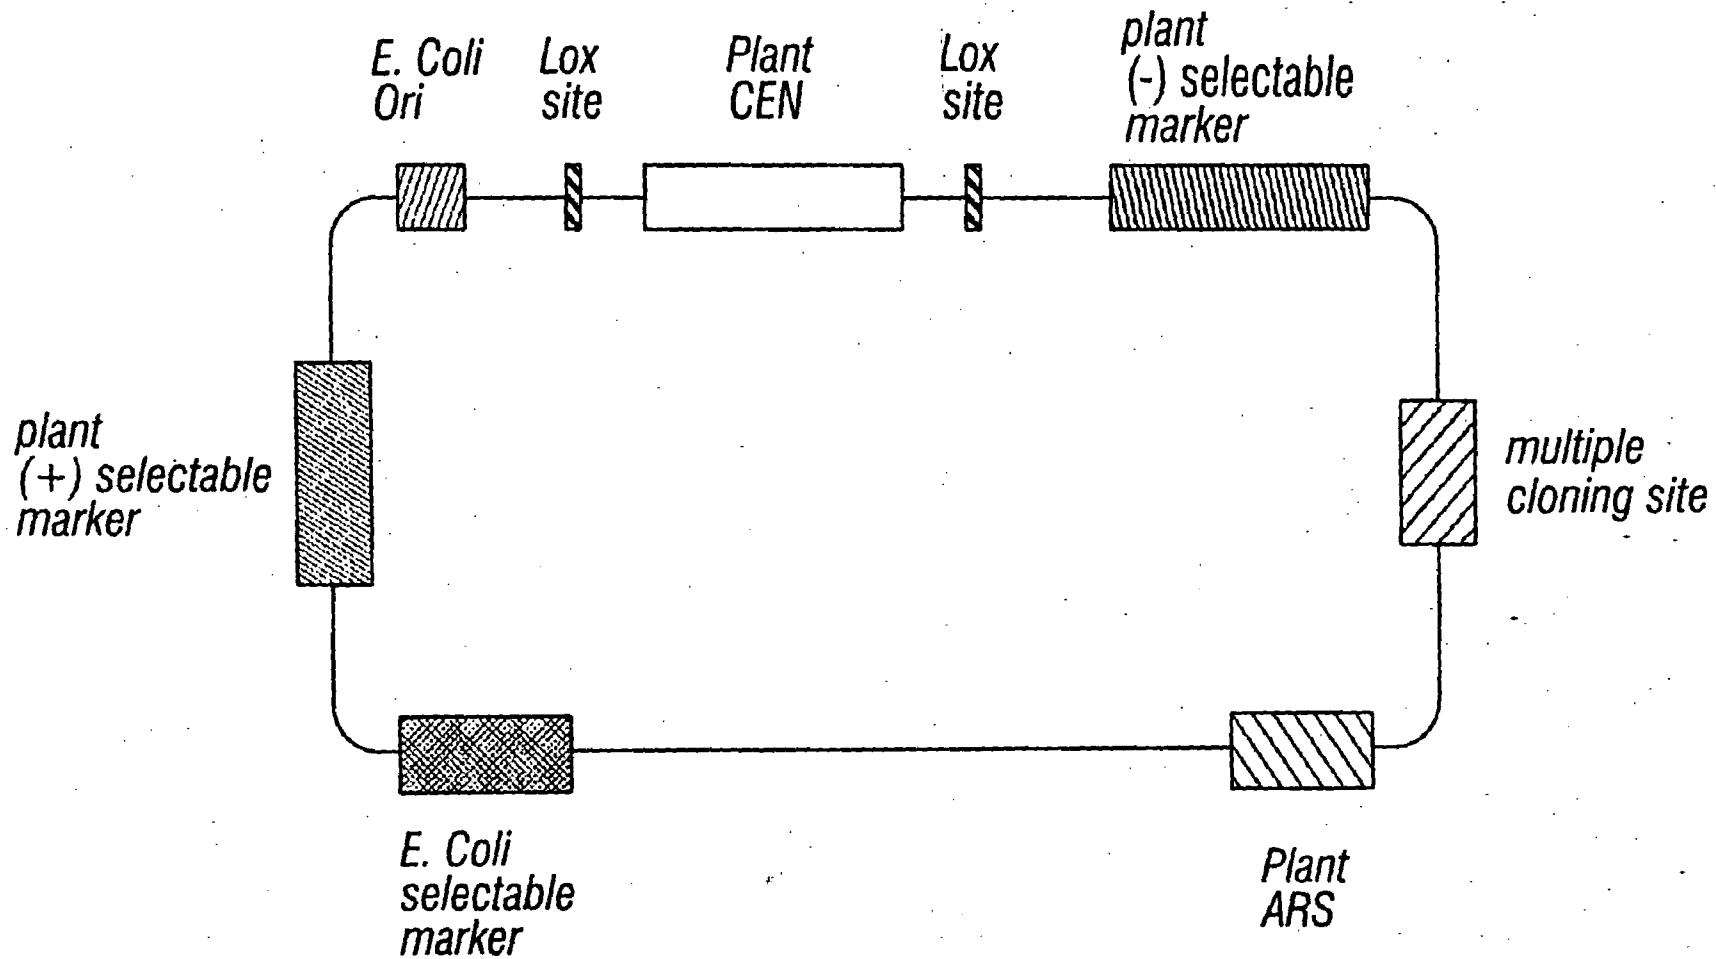 E. Coli
Ori
Lox
site
Plant
CEN
Lox
site
plant
(-) selectable
marker
plant
(+) selectable
marker
multiple
cloning site
E. Coli
selectable
marker
Plant
ARS